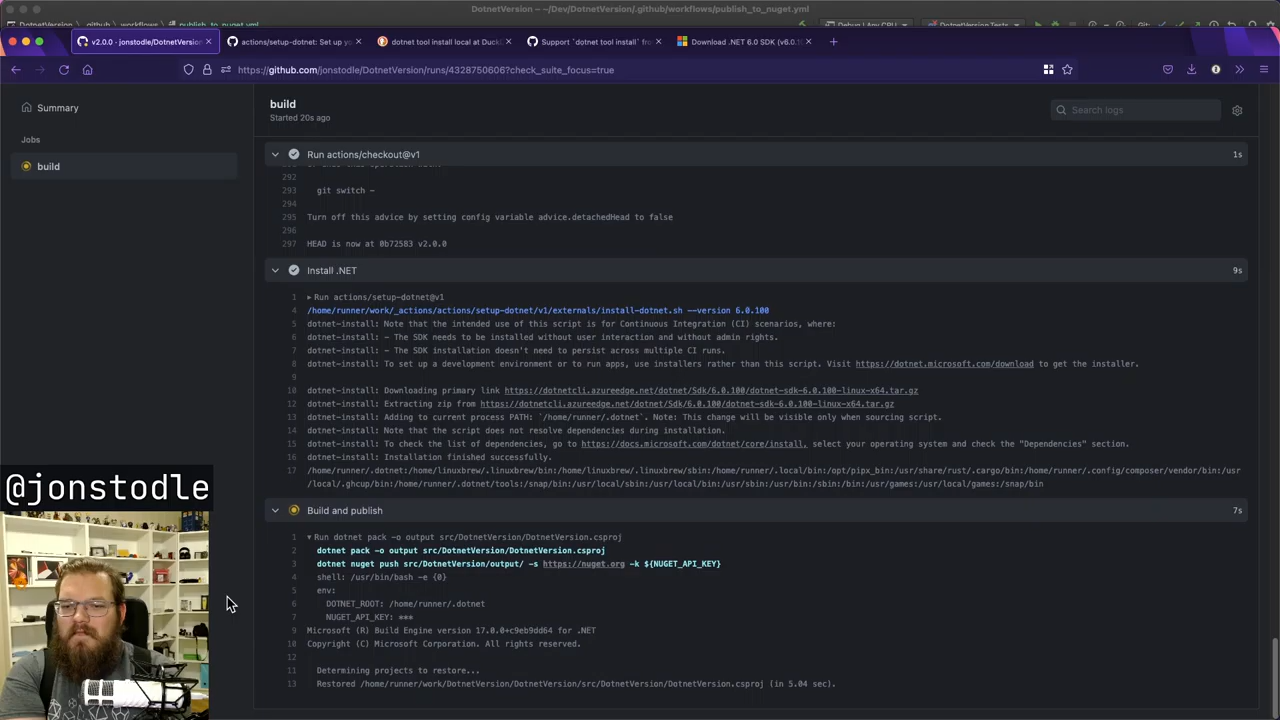 DotnetVersion – ~/Dev/DotnetVersion/.github/workflows/publish_to_nuget.yml
DotnetVersion
.github
workflows
publish_to_nuget.yml
Debug | Any CPU
DotnetVersion Tests
v2.0.0 · jonstodle/DotnetVersion
actions/setup-dotnet: Set up yo
dotnet tool install local at Duck
Support `dotnet tool install` fro
Download .NET 6.0 SDK (v6.0.1
https://github.com/jonstodle/DotnetVersion/runs/4328750606?check_suite_focus=true
Summary
Jobs
build
build
Started 20s ago
Search logs
Run actions/checkout@v1
1s
292
293 git switch -
294
295 Turn off this advice by setting config variable advice.detachedHead to false
296
297 HEAD is now at 0b72583 v2.0.0
Install .NET
9s
1 Run actions/setup-dotnet@v1
4 /home/runner/work/_actions/actions/setup-dotnet/v1/externals/install-dotnet.sh --version 6.0.100
5 dotnet-install: Note that the intended use of this script is for Continuous Integration (CI) scenarios, where:
6 dotnet-install: - The SDK needs to be installed without user interaction and without admin rights.
7 dotnet-install: - The SDK installation doesn't need to persist across multiple CI runs.
8 dotnet-install: To set up a development environment or to run apps, use installers rather than this script. Visit https://dotnet.microsoft.com/download to get the installer.
9
10 dotnet-install: Downloading primary link https://dotnetcli.azureedge.net/dotnet/Sdk/6.0.100/dotnet-sdk-6.0.100-linux-x64.tar.gz
12 dotnet-install: Extracting zip from https://dotnetcli.azureedge.net/dotnet/Sdk/6.0.100/dotnet-sdk-6.0.100-linux-x64.tar.gz
13 dotnet-install: Adding to current process PATH: `/home/runner/.dotnet`. Note: This change will be visible only when sourcing script.
14 dotnet-install: Note that the script does not resolve dependencies during installation.
15 dotnet-install: To check the list of dependencies, go to https://docs.microsoft.com/dotnet/core/install, select your operating system and check the "Dependencies" section.
16 dotnet-install: Installation finished successfully.
17 /home/runner/.dotnet:/home/linuxbrew/.linuxbrew/bin:/home/linuxbrew/.linuxbrew/sbin:/home/runner/.local/bin:/opt/pipx_bin:/usr/share/rust/.cargo/bin:/home/runner/.config/composer/vendor/bin:/usr
/local/.ghcup/bin:/home/runner/.dotnet/tools:/snap/bin:/usr/local/sbin:/usr/local/bin:/usr/sbin:/usr/bin:/sbin:/bin:/usr/games:/usr/local/games:/snap/bin
Build and publish
7s
1 Run dotnet pack -o output src/DotnetVersion/DotnetVersion.csproj
2 dotnet pack -o output src/DotnetVersion/DotnetVersion.csproj
3 dotnet nuget push src/DotnetVersion/output/ -s https://nuget.org -k ${NUGET_API_KEY}
4 shell: /usr/bin/bash -e {0}
5 env:
6 DOTNET_ROOT: /home/runner/.dotnet
7 NUGET_API_KEY: ***
9 Microsoft (R) Build Engine version 17.0.0+c9eb9dd64 for .NET
10 Copyright (C) Microsoft Corporation. All rights reserved.
12
11 Determining projects to restore...
13 Restored /home/runner/work/DotnetVersion/DotnetVersion/src/DotnetVersion/DotnetVersion.csproj (in 5.04 sec).
@jonstodle